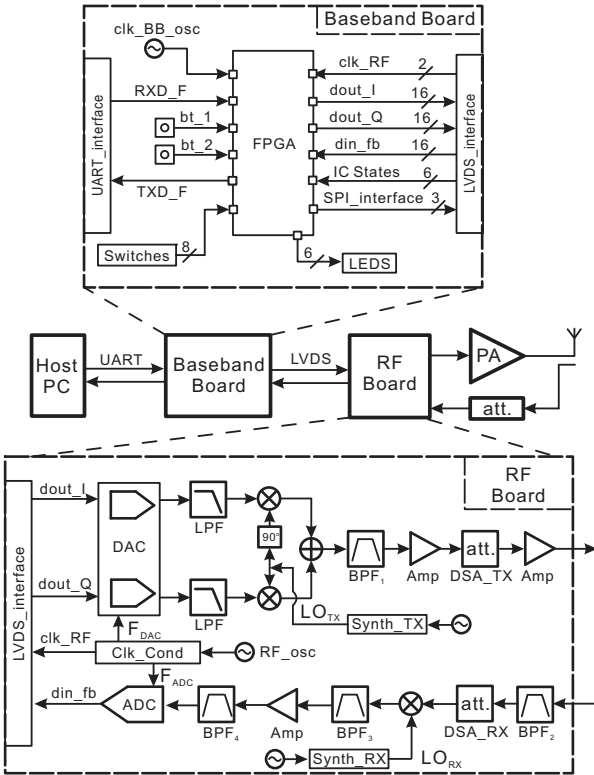 Baseband Board
clk_BB_osc
UART_interface
RXD_F
bt_1
bt_2
TXD_F
Switches
8
FPGA
clk_RF
2
dout_I
16
dout_Q
16
din_fb
16
IC States
6
SPI_interface
3
LVDS_interface
6
LEDS
Host
PC
UART
Baseband
Board
LVDS
RF
Board
PA
att.
RF
Board
LVDS_interface
dout_I
dout_Q
DAC
LPF
LPF
90°
BPF1
Amp
att.
DSA_TX
Amp
LOTX
Synth_TX
clk_RF
FDAC
Clk_Cond
RF_osc
FADC
din_fb
ADC
BPF4
Amp
BPF3
att.
DSA_RX
BPF2
Synth_RX
LORX